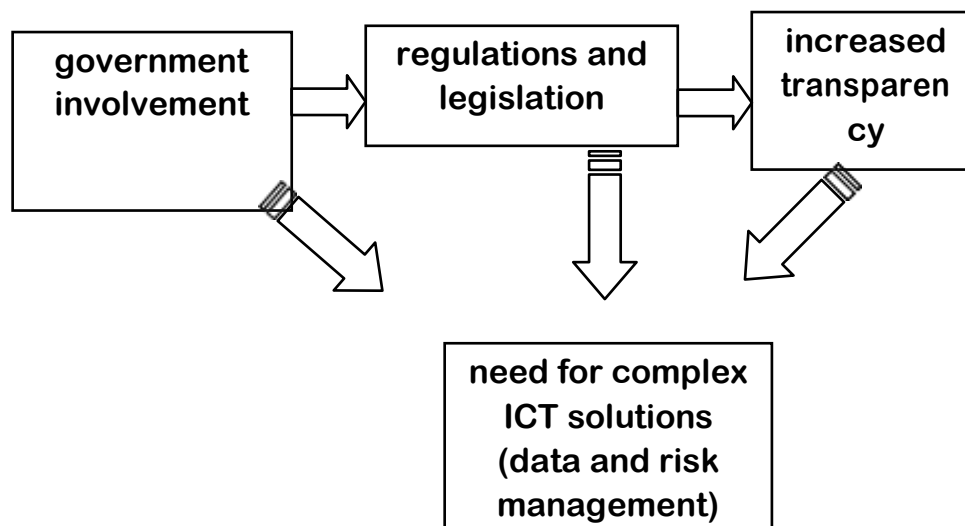 government
involvement
regulations and
legislation
increased
transparen
cy
need for complex
ICT solutions
(data and risk
management)